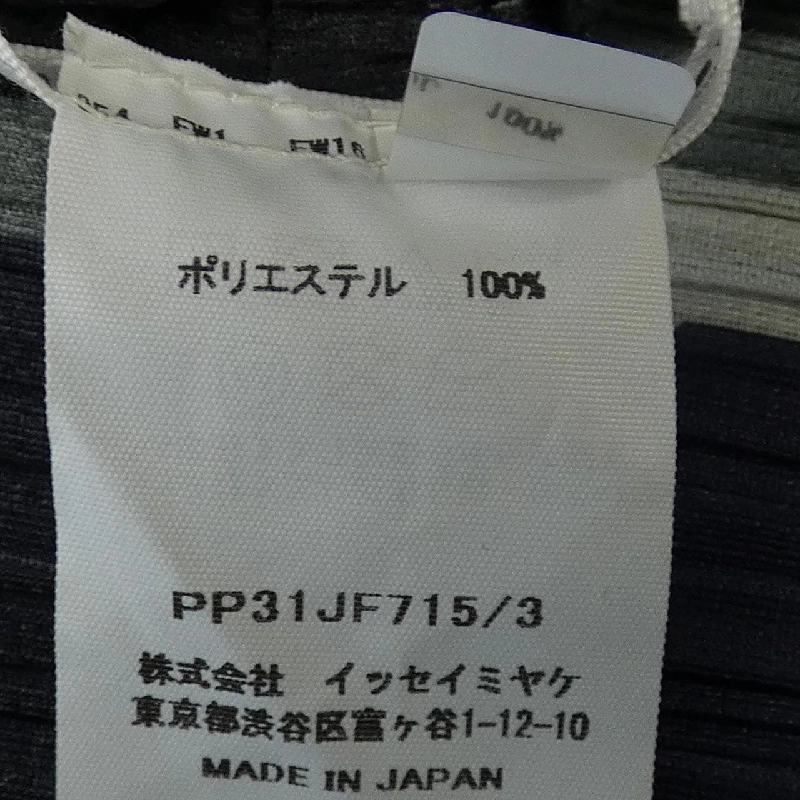 J00X
ポリエステル 100%
PP31JF715/3
株式会社 イッセイミヤケ
東京都渋谷区富ヶ谷1-12-10
MADE IN JAPAN